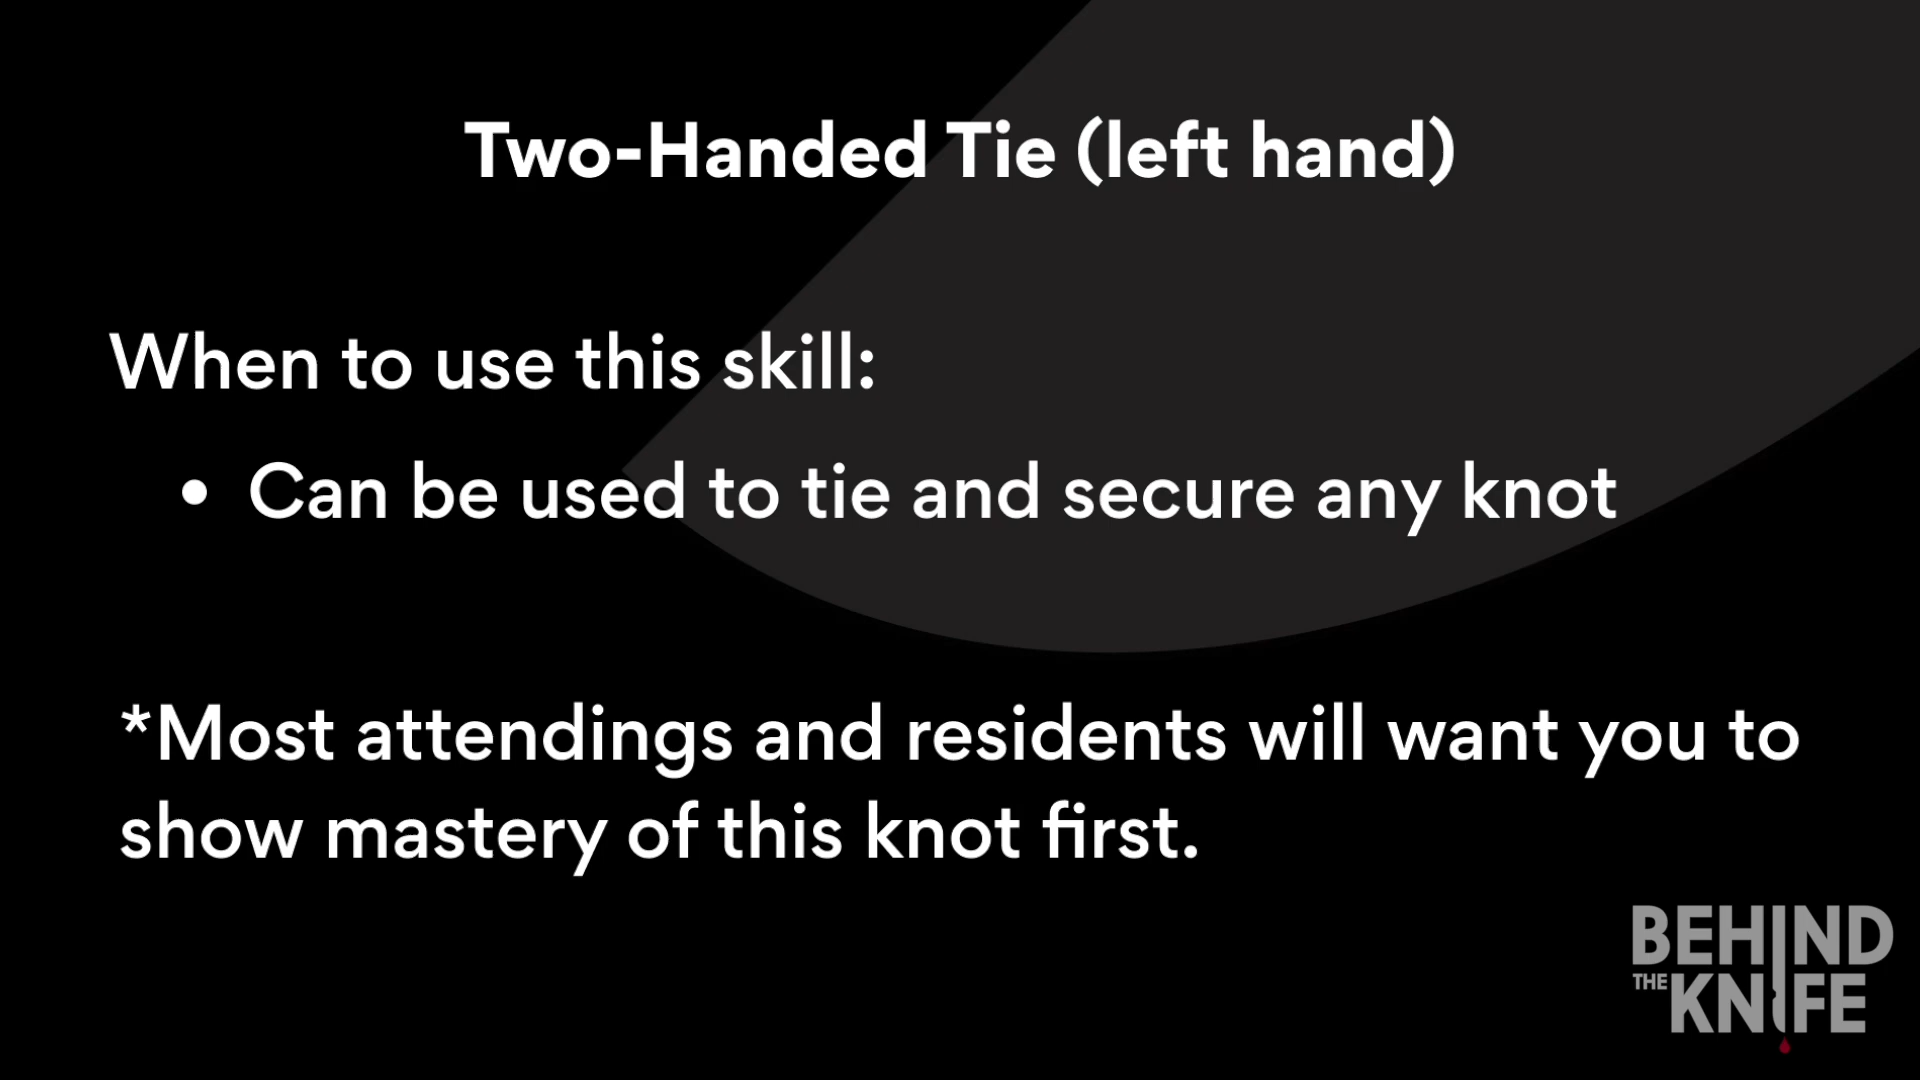 Two-Handed Tie (left hand)
When to use this skill:
• Can be used to tie and secure any knot
*Most attendings and residents will want you to
show mastery of this knot first.
BEHIND
THE KNIFE